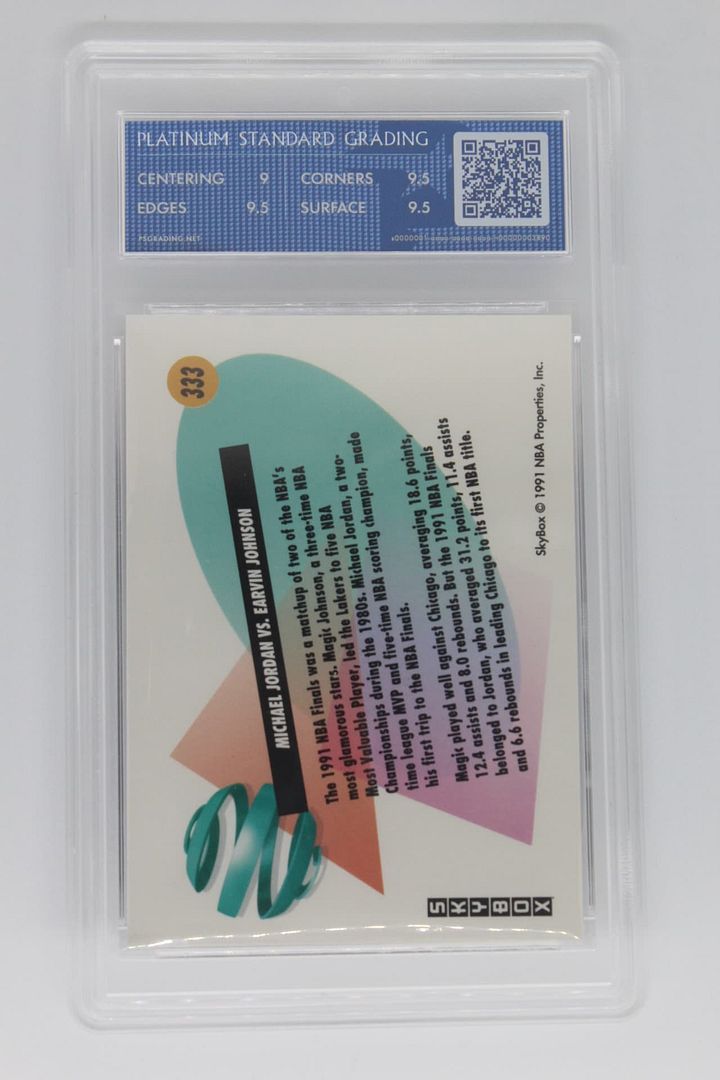 PLATINUM STANDARD GRADING
CENTERING 9 CORNERS 9.5
EDGES 9.5 SURFACE 9.5
PSGRADING.NET
333
MICHAEL JORDAN VS. EARVIN JOHNSON
The 1991 NBA Finals was a matchup of two of the NBA's
most glamorous stars. Magic Johnson, a three-time NBA
Most Valuable Player, led the Lakers to five NBA
Championships during the 1980s. Michael Jordan, a two-
time league MVP and five-time NBA scoring champion, made
his first trip to the NBA Finals.
Magic played well against Chicago, averaging 18.6 points,
12.4 assists and 8.0 rebounds. But the 1991 NBA Finals
belonged to Jordan, who averaged 31.2 points, 11.4 assists
and 6.6 rebounds in leading Chicago to its first NBA title.
SkyBox © 1991 NBA Properties, Inc.
SKYBOX